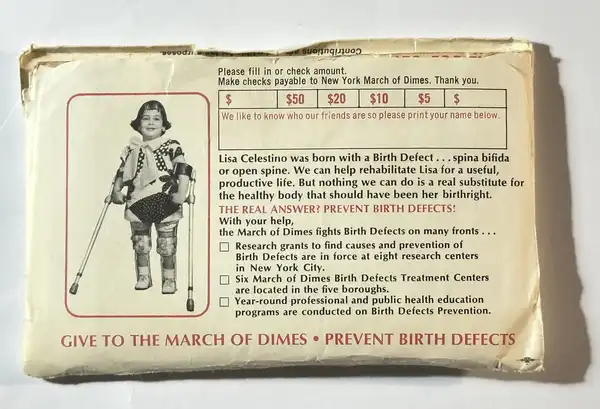 Contributions are
purposes.
Please fill in or check amount.
Make checks payable to New York March of Dimes. Thank you.
$ $50 $20 $10 $5 $
We like to know who our friends are so please print your name below.
Lisa Celestino was born with a Birth Defect . . . spina bifida
or open spine. We can help rehabilitate Lisa for a useful,
productive life. But nothing we can do is a real substitute for
the healthy body that should have been her birthright.
THE REAL ANSWER? PREVENT BIRTH DEFECTS!
With your help,
the March of Dimes fights Birth Defects on many fronts . . .
Research grants to find causes and prevention of
Birth Defects are in force at eight research centers
in New York City.
Six March of Dimes Birth Defects Treatment Centers
are located in the five boroughs.
Year-round professional and public health education
programs are conducted on Birth Defects Prevention.
GIVE TO THE MARCH OF DIMES • PREVENT BIRTH DEFECTS